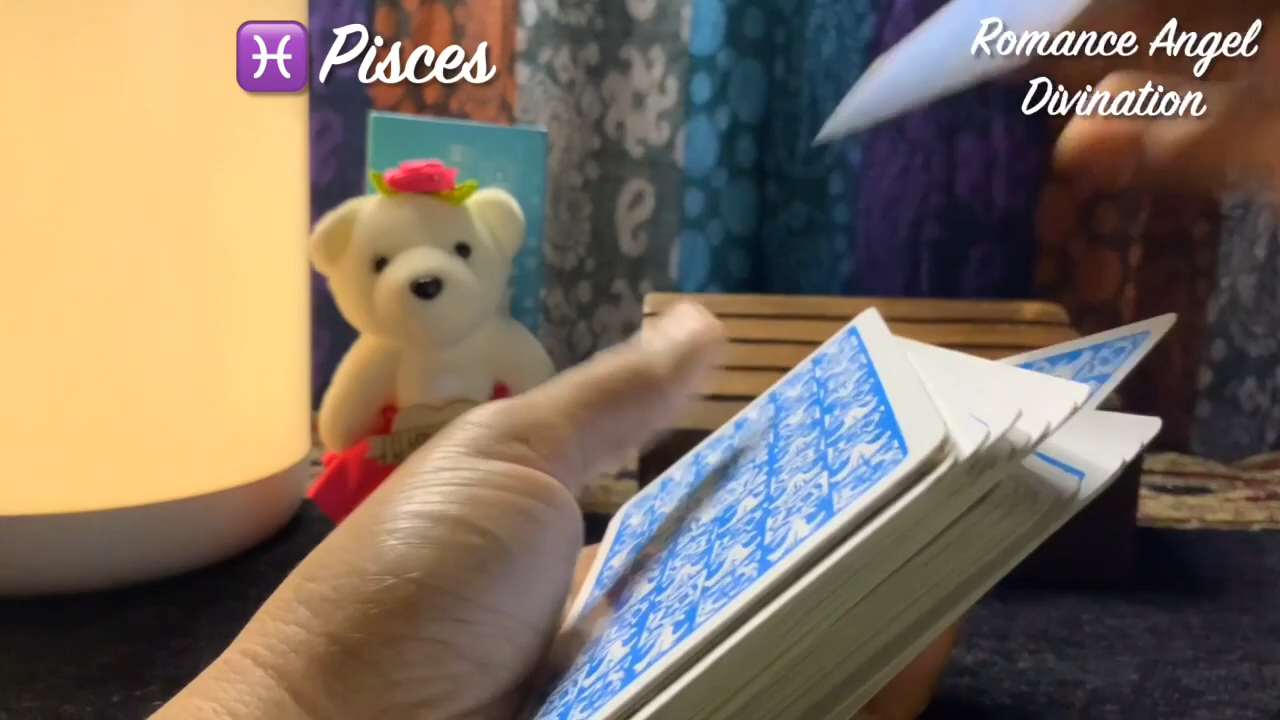 ♓ Pisces
Romance Angel
Divination